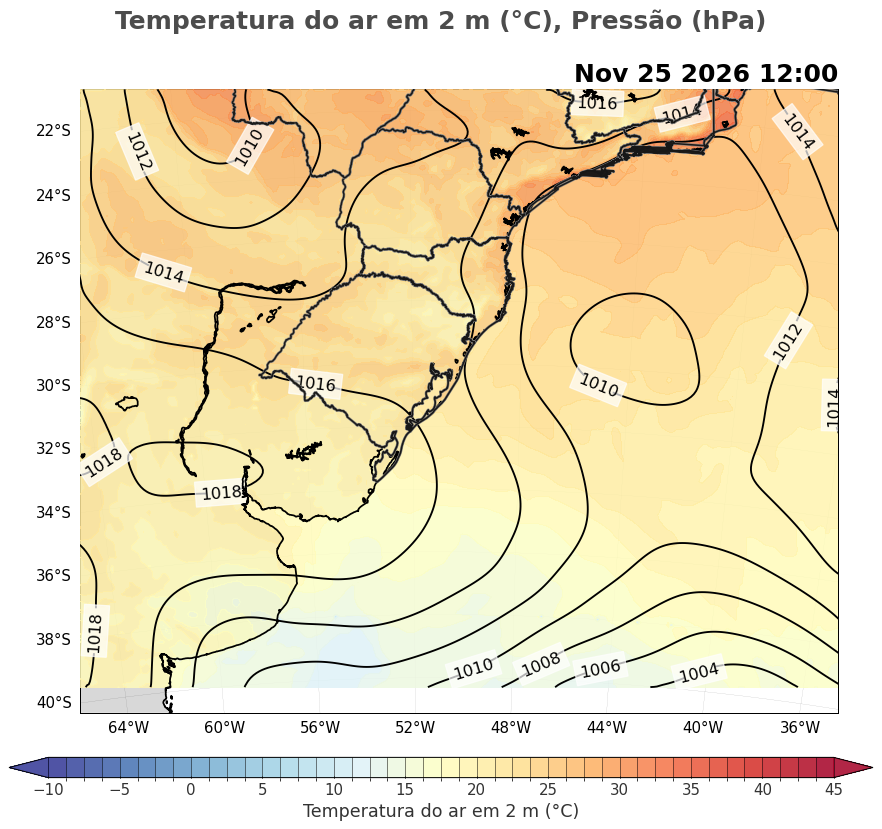 Temperatura do ar em 2 m (°C), Pressão (hPa)
Nov 25 2026 12:00
1016
1014
1014
1010
1012
22°S
24°S
26°S
1014
28°S
1012
1010
1016
30°S
1014
32°S
1018
1018
34°S
36°S
1018
38°S
1010
1008
1006
1004
40°S
64°W 60°W 56°W 52°W 48°W 44°W 40°W 36°W
−10 −5 0 5 10 15 20 25 30 35 40 45
Temperatura do ar em 2 m (°C)